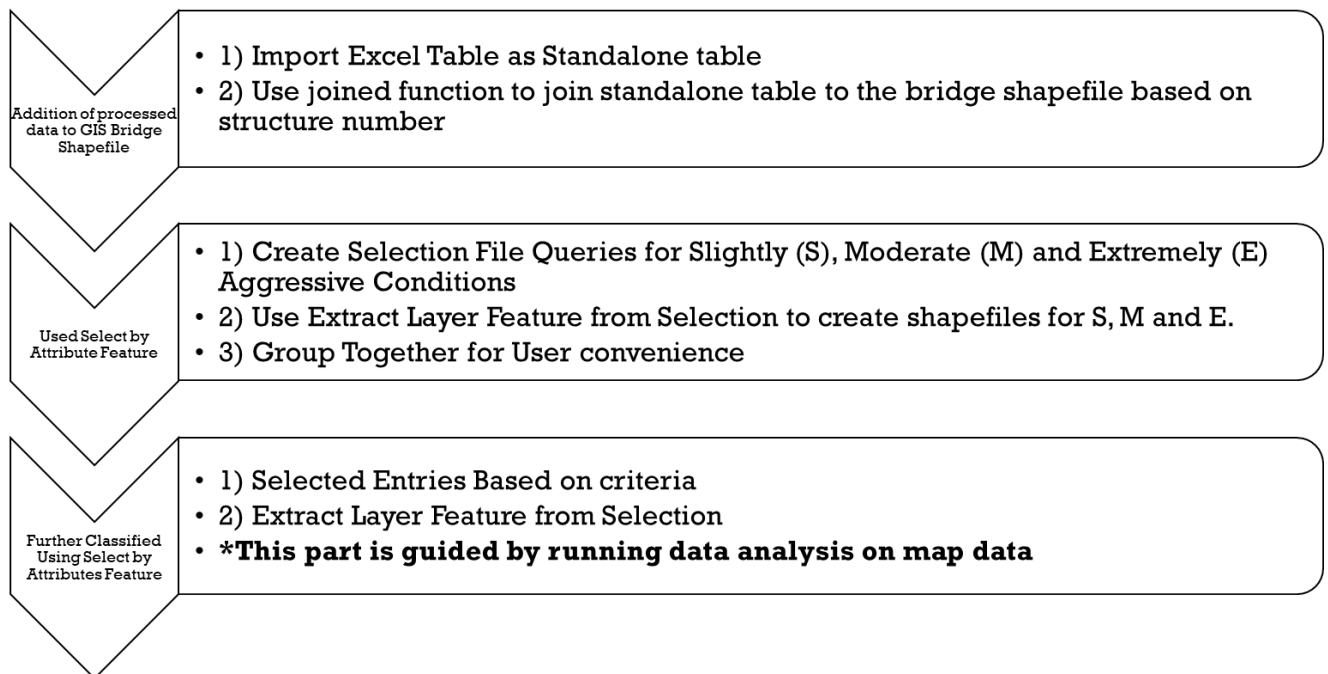 Addition of processed
data to GIS Bridge
Shapefile
• 1) Import Excel Table as Standalone table
• 2) Use joined function to join standalone table to the bridge shapefile based on
structure number
Used Select by
Attribute Feature
• 1) Create Selection File Queries for Slightly (S), Moderate (M) and Extremely (E)
Aggressive Conditions
• 2) Use Extract Layer Feature from Selection to create shapefiles for S, M and E.
• 3) Group Together for User convenience
Further Classified
Using Select by
Attributes Feature
• 1) Selected Entries Based on criteria
• 2) Extract Layer Feature from Selection
• *This part is guided by running data analysis on map data